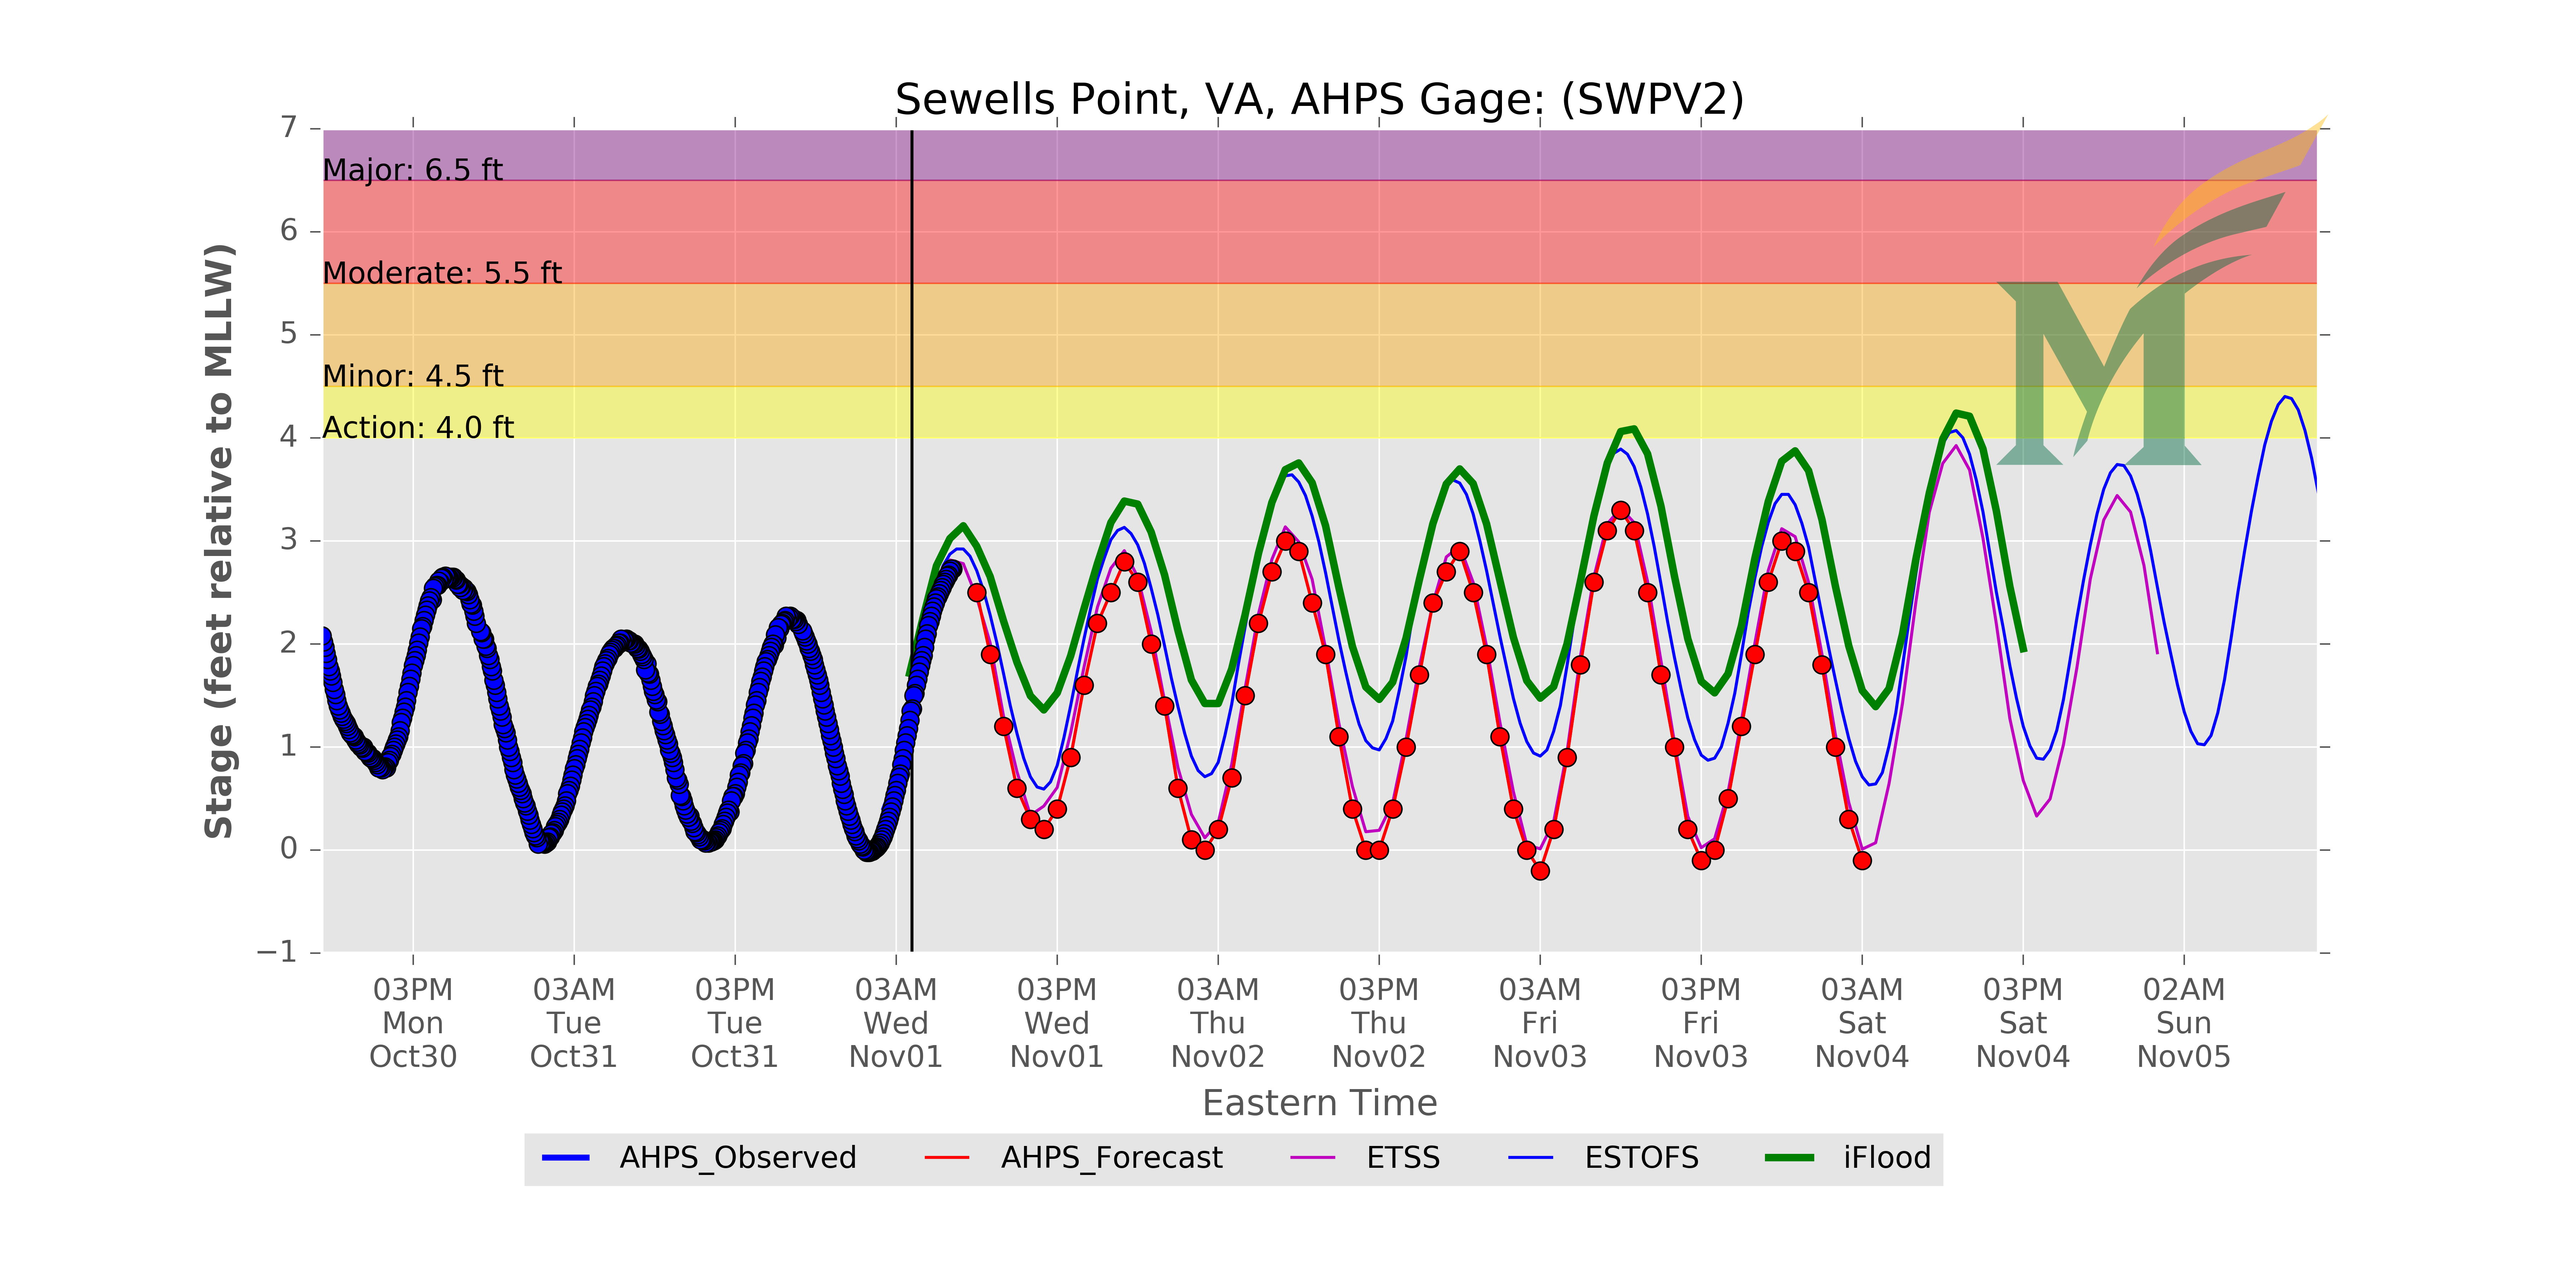 Sewells Point, VA, AHPS Gage: (SWPV2)
7
6
5
4
3
2
1
0
−1
Stage (feet relative to MLLW)
Major: 6.5 ft
Moderate: 5.5 ft
Minor: 4.5 ft
Action: 4.0 ft
M
03PM
Mon
Oct30
03AM
Tue
Oct31
03PM
Tue
Oct31
03AM
Wed
Nov01
03PM
Wed
Nov01
03AM
Thu
Nov02
03PM
Thu
Nov02
03AM
Fri
Nov03
03PM
Fri
Nov03
03AM
Sat
Nov04
03PM
Sat
Nov04
02AM
Sun
Nov05
Eastern Time
AHPS_Observed
AHPS_Forecast
ETSS
ESTOFS
iFlood